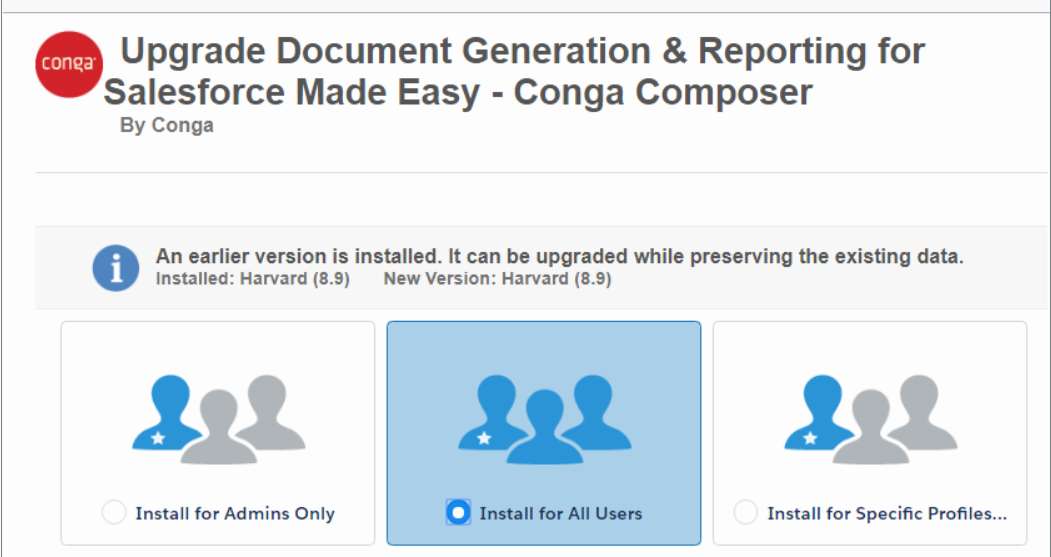 conga
Upgrade Document Generation & Reporting for
Salesforce Made Easy - Conga Composer
By Conga
An earlier version is installed. It can be upgraded while preserving the existing data.
Installed: Harvard (8.9) New Version: Harvard (8.9)
Install for Admins Only
Install for All Users
Install for Specific Profiles...